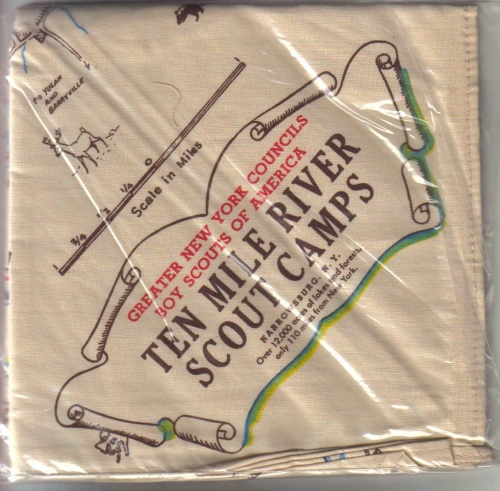 TO YULAN
AND
BARRYVILLE
3/4 1/2 1/4 0
Scale in Miles
GREATER NEW YORK COUNCILS
BOY SCOUTS OF AMERICA
TEN MILE RIVER
SCOUT CAMPS
NARROWSBURG, N. Y.
Over 12,000 acres of lakes and forest,
only 110 miles from New York.